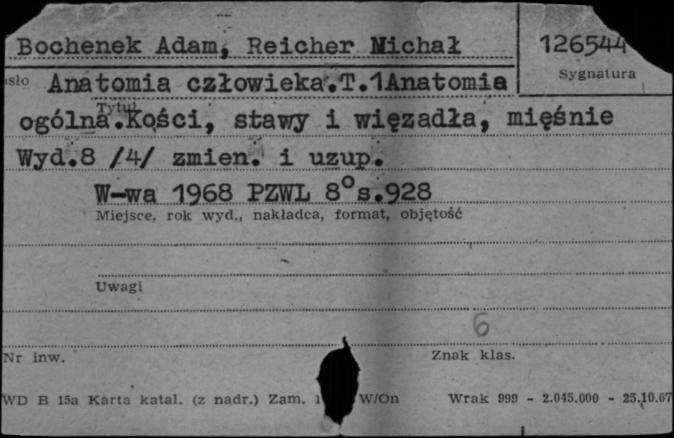 Bochenek Adam, Reicher Michał 126544
Sygnatura
Anatomia człowieka.T.1Anatomia
Tytuł
ogólna.Kości, stawy i więzadła, mięśnie
Wyd.8 /4/ zmien. i uzup.
W-wa 1968 PZWL 8° s.928
Miejsce, rok wyd., nakładca, format, objętość
Uwagi
6
Nr inw. Znak klas.
WD B 15a Karta katal. (z nadr.) Zam. W/On Wrak 999 - 2.045.000 - 25.10.67